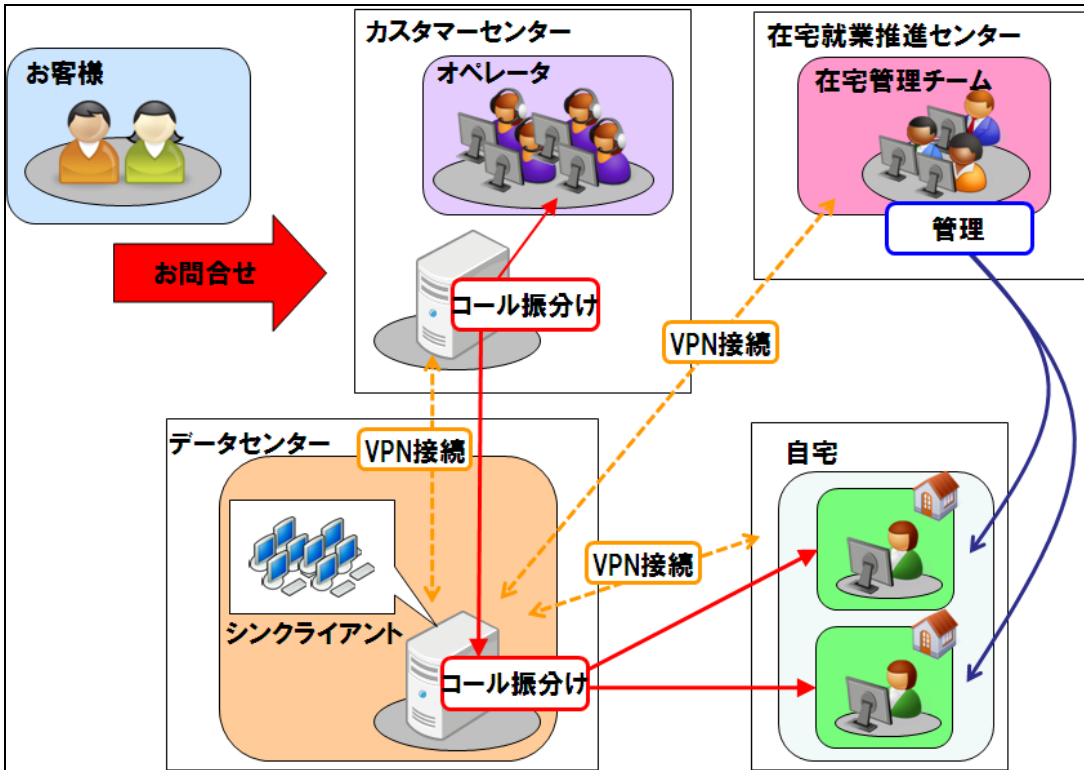 お客様
お問合せ
カスタマーセンター
オペレータ
コール振分け
在宅就業推進センター
在宅管理チーム
管理
VPN接続
VPN接続
VPN接続
データセンター
シンクライアント
コール振分け
自宅